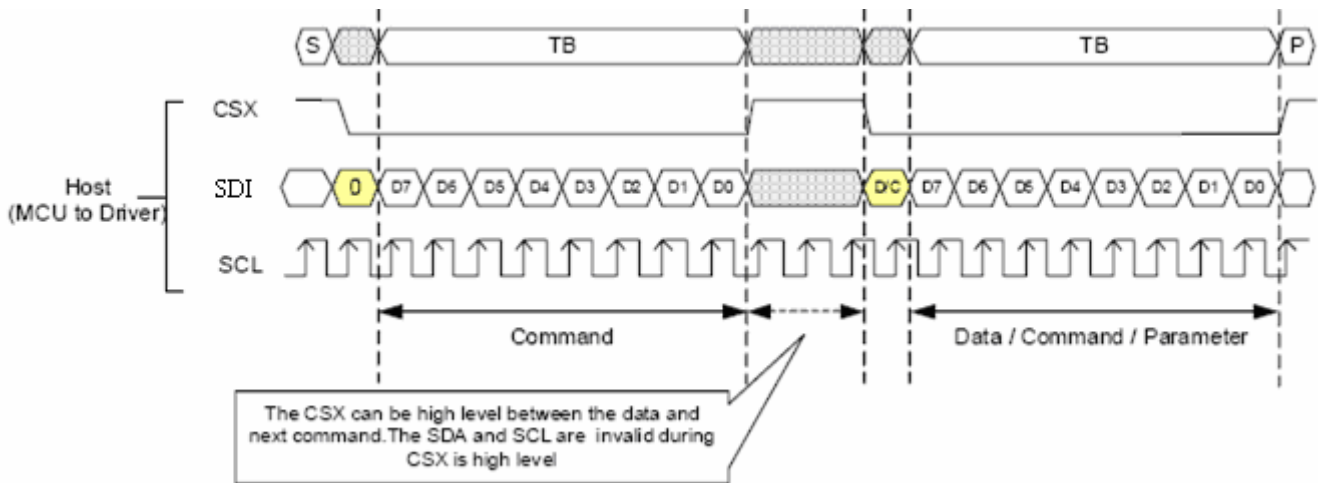 S TB TB P
CSX
Host
(MCU to Driver)
SDI 0 D7 D6 D5 D4 D3 D2 D1 D0 D/C D7 D6 D5 D4 D3 D2 D1 D0
SCL
Command Data / Command / Parameter
The CSX can be high level between the data and
next command.The SDA and SCL are invalid during
CSX is high level